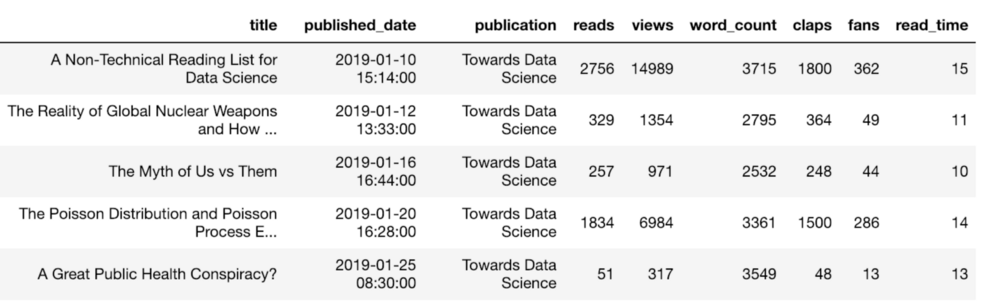 title published_date publication reads views word_count claps fans read_time
A Non-Technical Reading List for Data Science 2019-01-10 15:14:00 Towards Data Science 2756 14989 3715 1800 362 15
The Reality of Global Nuclear Weapons and How ... 2019-01-12 13:33:00 Towards Data Science 329 1354 2795 364 49 11
The Myth of Us vs Them 2019-01-16 16:44:00 Towards Data Science 257 971 2532 248 44 10
The Poisson Distribution and Poisson Process E... 2019-01-20 16:28:00 Towards Data Science 1834 6984 3361 1500 286 14
A Great Public Health Conspiracy? 2019-01-25 08:30:00 Towards Data Science 51 317 3549 48 13 13